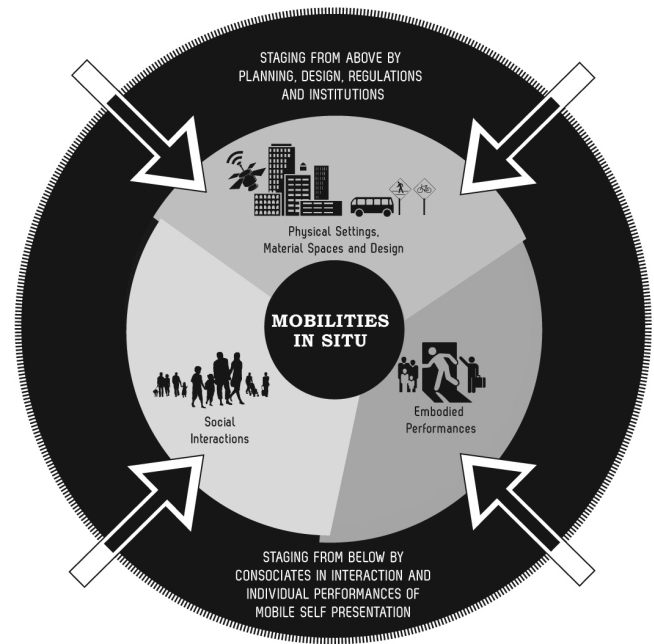 STAGING FROM ABOVE BY
PLANNING, DESIGN, REGULATIONS
AND INSTITUTIONS
Physical Settings,
Material Spaces and Design
MOBILITIES
IN SITU
Social
Interactions
Embodied
Performances
STAGING FROM BELOW BY
CONSOCIATES IN INTERACTION AND
INDIVIDUAL PERFORMANCES OF
MOBILE SELF PRESENTATION